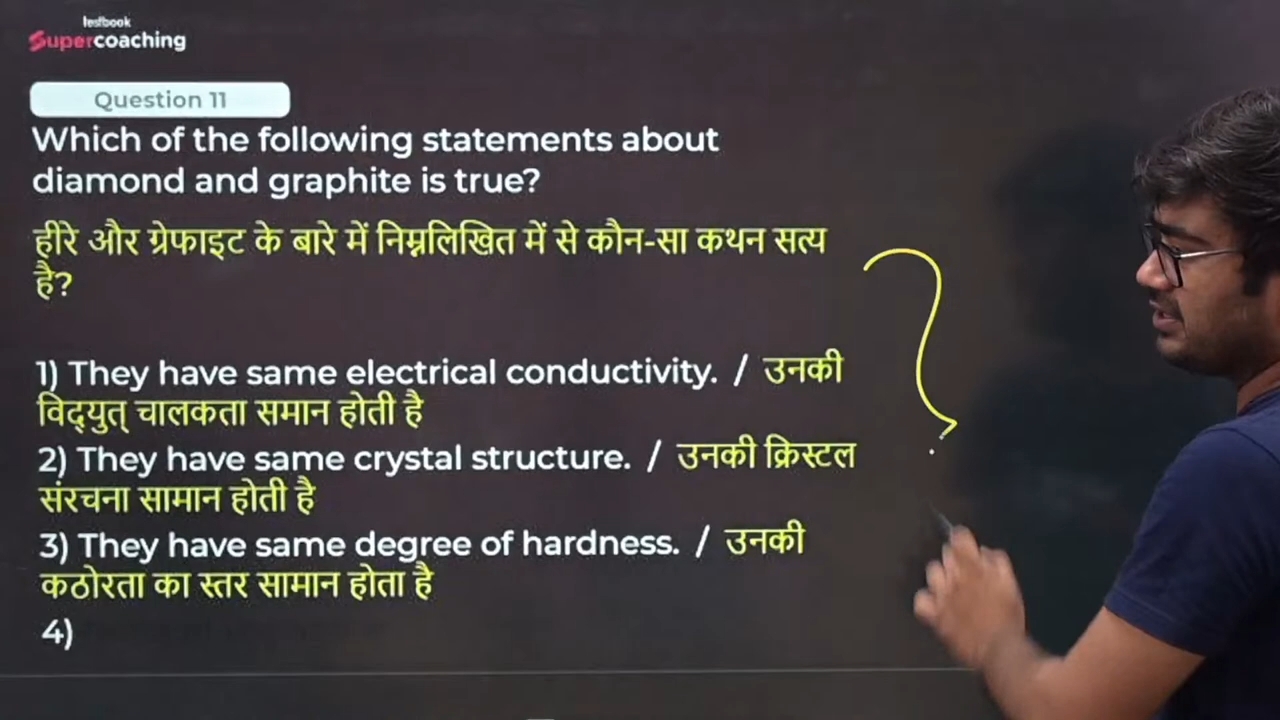 testbook
Supercoaching
Question 11
Which of the following statements about
diamond and graphite is true?
हीरे और ग्रेफाइट के बारे में निम्नलिखित में से कौन-सा कथन सत्य
है?
1) They have same electrical conductivity. / उनकी
विद्युत् चालकता समान होती है
2) They have same crystal structure. / उनकी क्रिस्टल
संरचना सामान होती है
3) They have same degree of hardness. / उनकी
कठोरता का स्तर सामान होता है
4)